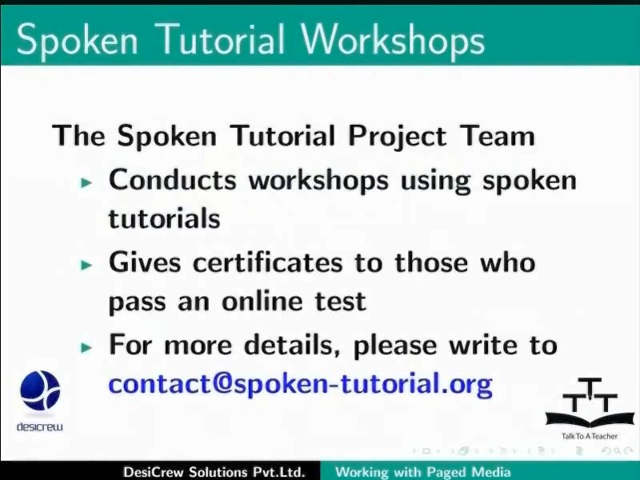 Spoken Tutorial Workshops
The Spoken Tutorial Project Team
Conducts workshops using spoken
tutorials
Gives certificates to those who
pass an online test
For more details, please write to
contact@spoken-tutorial.org
desicrew
TTT
Talk To A Teacher
DesiCrew Solutions Pvt.Ltd.
Working with Paged Media